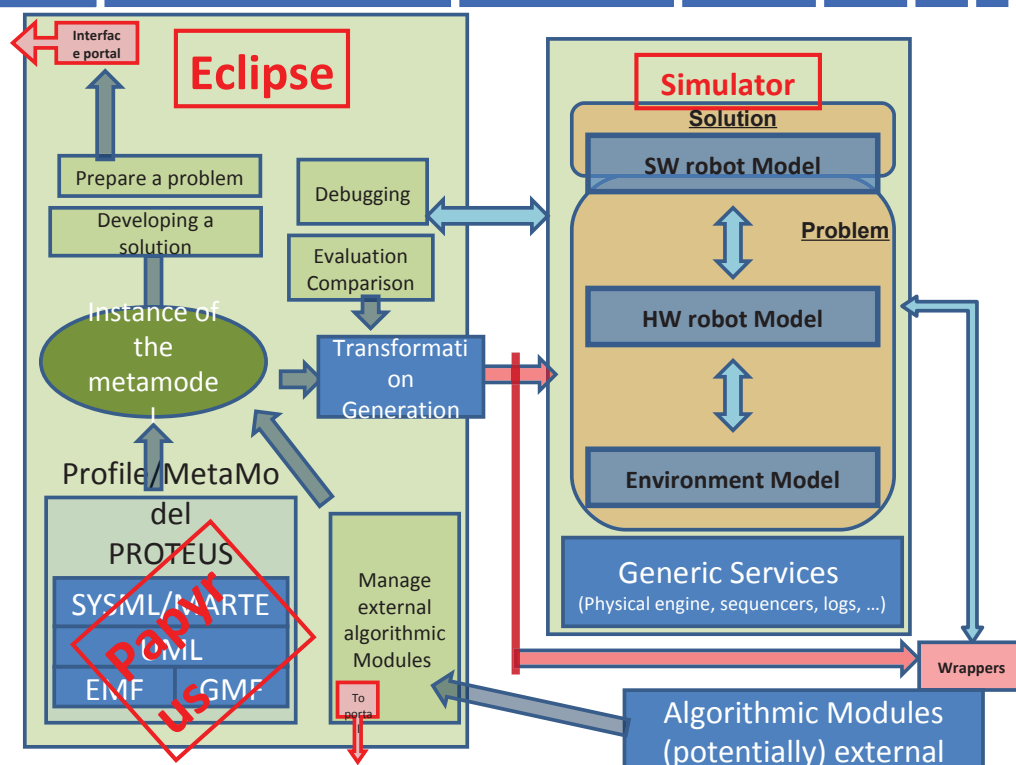 Interfac
e portal
Eclipse
Prepare a problem
Developing a
solution
Debugging
Evaluation
Comparison
Instance of
the
metamode
l
Transformati
on
Generation
Profile/MetaMo
del
PROTEUS
SYSML/MARTE
UML
EMF
GMF
Papyr
us
Manage
external
algorithmic
Modules
To
porta
l
Simulator
Solution
SW robot Model
Problem
HW robot Model
Environment Model
Generic Services
(Physical engine, sequencers, logs, ...)
Wrappers
Algorithmic Modules
(potentially) external